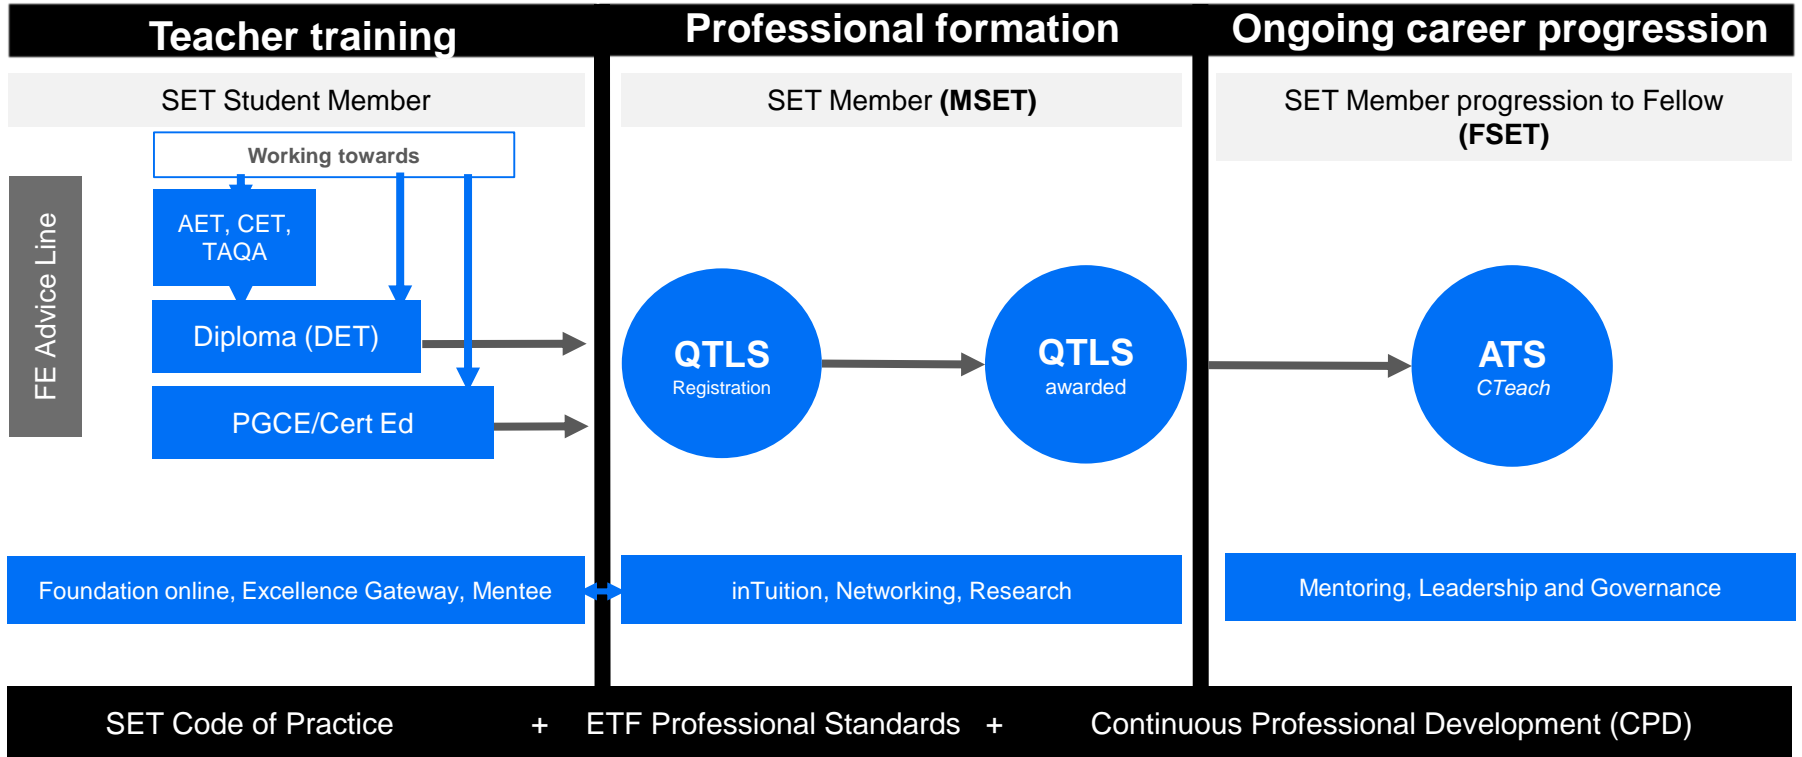 Teacher training
Professional formation
Ongoing career progression
SET Student Member
SET Member (MSET)
SET Member progression to Fellow
(FSET)
Working towards
FE Advice Line
AET, CET,
TAQA
Diploma (DET)
PGCE/Cert Ed
QTLS
Registration
QTLS
awarded
ATS
CTeach
Foundation online, Excellence Gateway, Mentee
inTuition, Networking, Research
Mentoring, Leadership and Governance
SET Code of Practice + ETF Professional Standards + Continuous Professional Development (CPD)